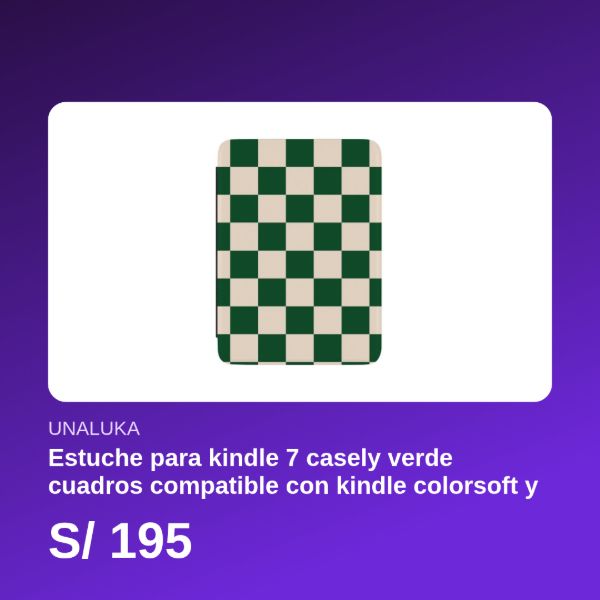 UNALUKA
Estuche para kindle 7 casely verde
cuadros compatible con kindle colorsoft y
S/ 195